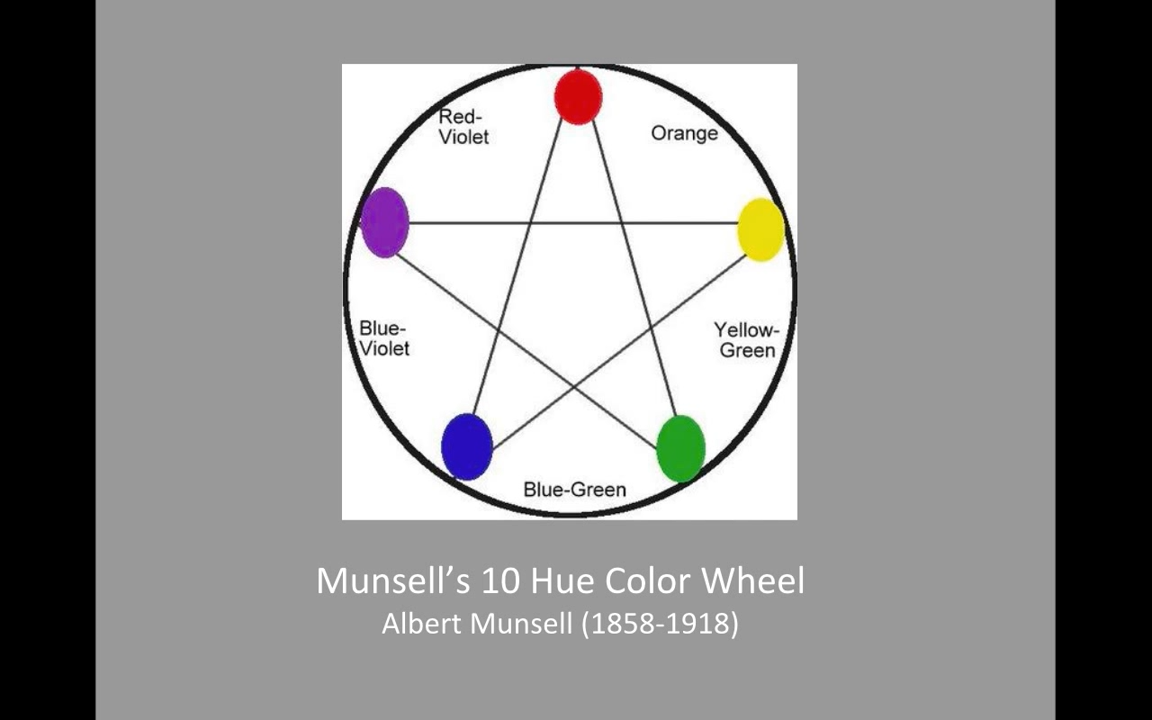 Red-
Violet
Orange
Blue-
Violet
Yellow-
Green
Blue-Green
Munsell’s 10 Hue Color Wheel
Albert Munsell (1858-1918)